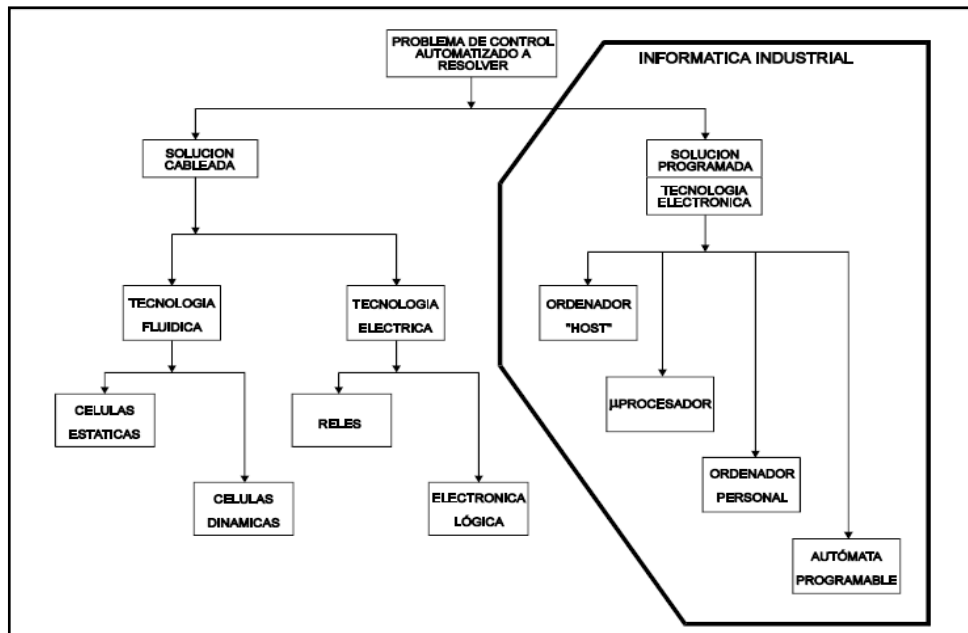 PROBLEMA DE CONTROL
AUTOMATIZADO A
RESOLVER
INFORMATICA INDUSTRIAL
SOLUCION
CABLEADA
SOLUCION
PROGRAMADA
TECNOLOGIA
ELECTRONICA
TECNOLOGIA
FLUIDICA
TECNOLOGIA
ELECTRICA
ORDENADOR
"HOST"
CELULAS
ESTATICAS
RELES
µPROCESADOR
CELULAS
DINAMICAS
ELECTRONICA
LÓGICA
ORDENADOR
PERSONAL
AUTÓMATA
PROGRAMABLE